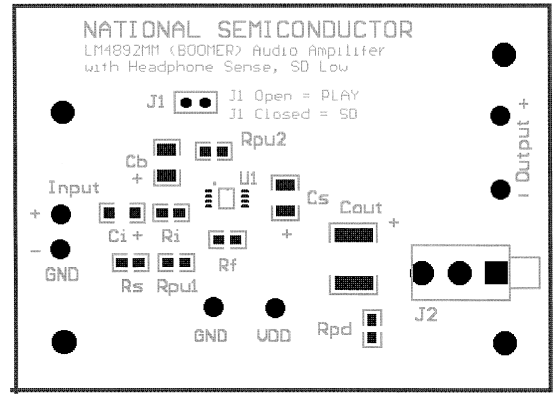 NATIONAL SEMICONDUCTOR
LM4892MM (BOOMER) Audio Ampilifer
with Headphone Sense, SD Low
J1
J1 Open = PLAY
J1 Closed = SD
Rpu2
Cb
+
U1
Output +
−
Input
+
−
GND
Ci +
Ri
Cs
+
Cout
+
Rf
Rs
Rpu1
GND
VDD
Rpd
J2